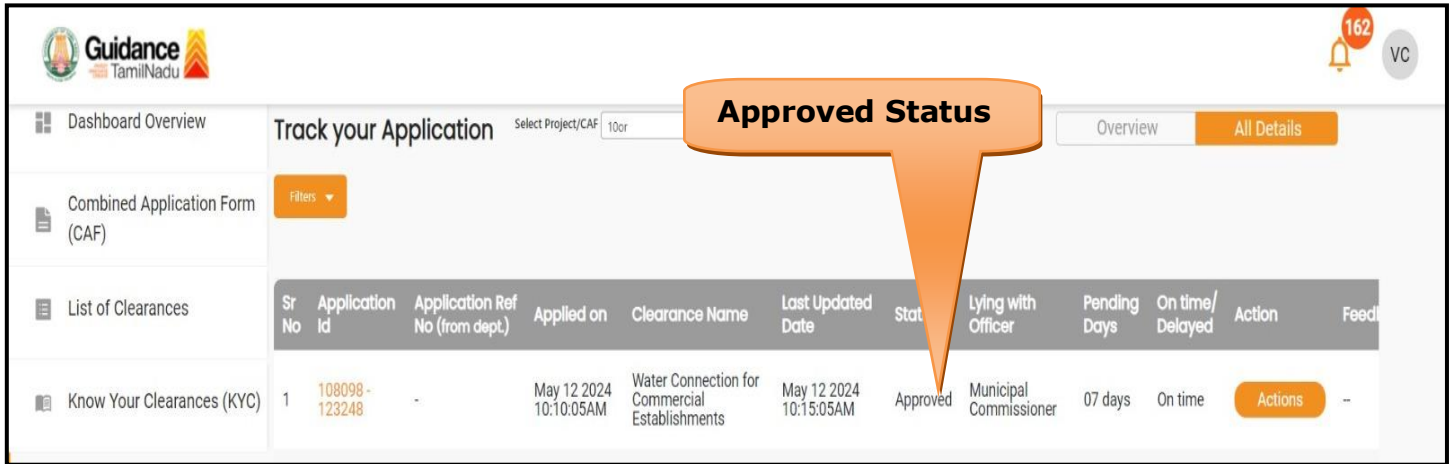 Guidance
TamilNadu
162
VC
Dashboard Overview
Track your Application
Select Project/CAF
10or
Approved Status
Overview
All Details
Filters
Combined Application Form
(CAF)
List of Clearances
Sr
No
Application
Id
Application Ref
No (from dept.)
Applied on
Clearance Name
Last Updated
Date
Stat
Lying with
Officer
Pending
Days
On time/
Delayed
Action
Feed
Know Your Clearances (KYC)
1
108098 -
123248
-
May 12 2024
10:10:05AM
Water Connection for
Commercial
Establishments
May 12 2024
10:15:05AM
Approved
Municipal
Commissioner
07 days
On time
Actions
--